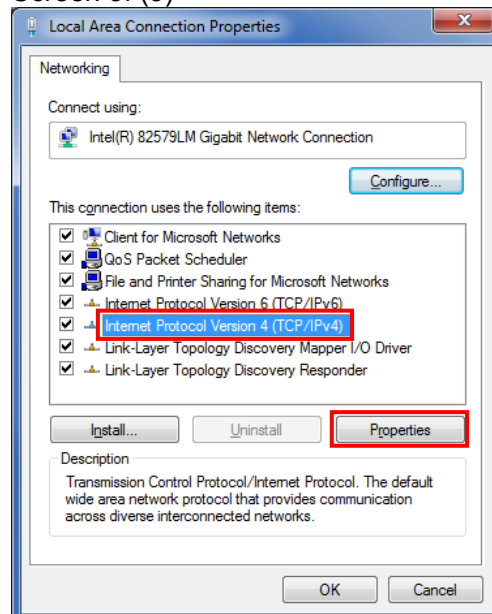 Local Area Connection Properties
Networking
Connect using:
Intel(R) 82579LM Gigabit Network Connection
Configure...
This connection uses the following items:
Client for Microsoft Networks
QoS Packet Scheduler
File and Printer Sharing for Microsoft Networks
Internet Protocol Version 6 (TCP/IPv6)
Internet Protocol Version 4 (TCP/IPv4)
Link-Layer Topology Discovery Mapper I/O Driver
Link-Layer Topology Discovery Responder
Install... Uninstall Properties
Description
Transmission Control Protocol/Internet Protocol. The default
wide area network protocol that provides communication
across diverse interconnected networks.
OK Cancel